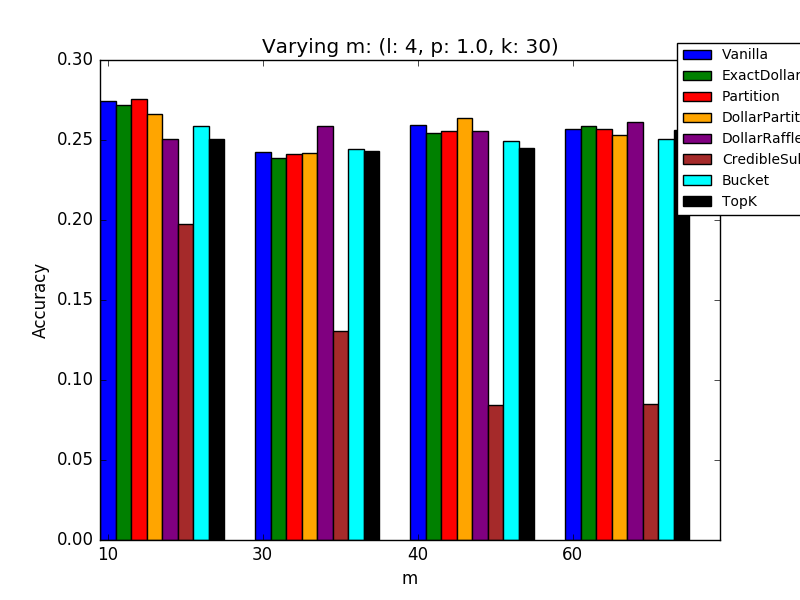 Varying m: (l: 4, p: 1.0, k: 30)
0.30
0.25
0.20
0.15
0.10
0.05
0.00
Accuracy
10
30
40
60
m
Vanilla
ExactDollar
Partition
DollarPartit
DollarRaffle
CredibleSu
Bucket
TopK